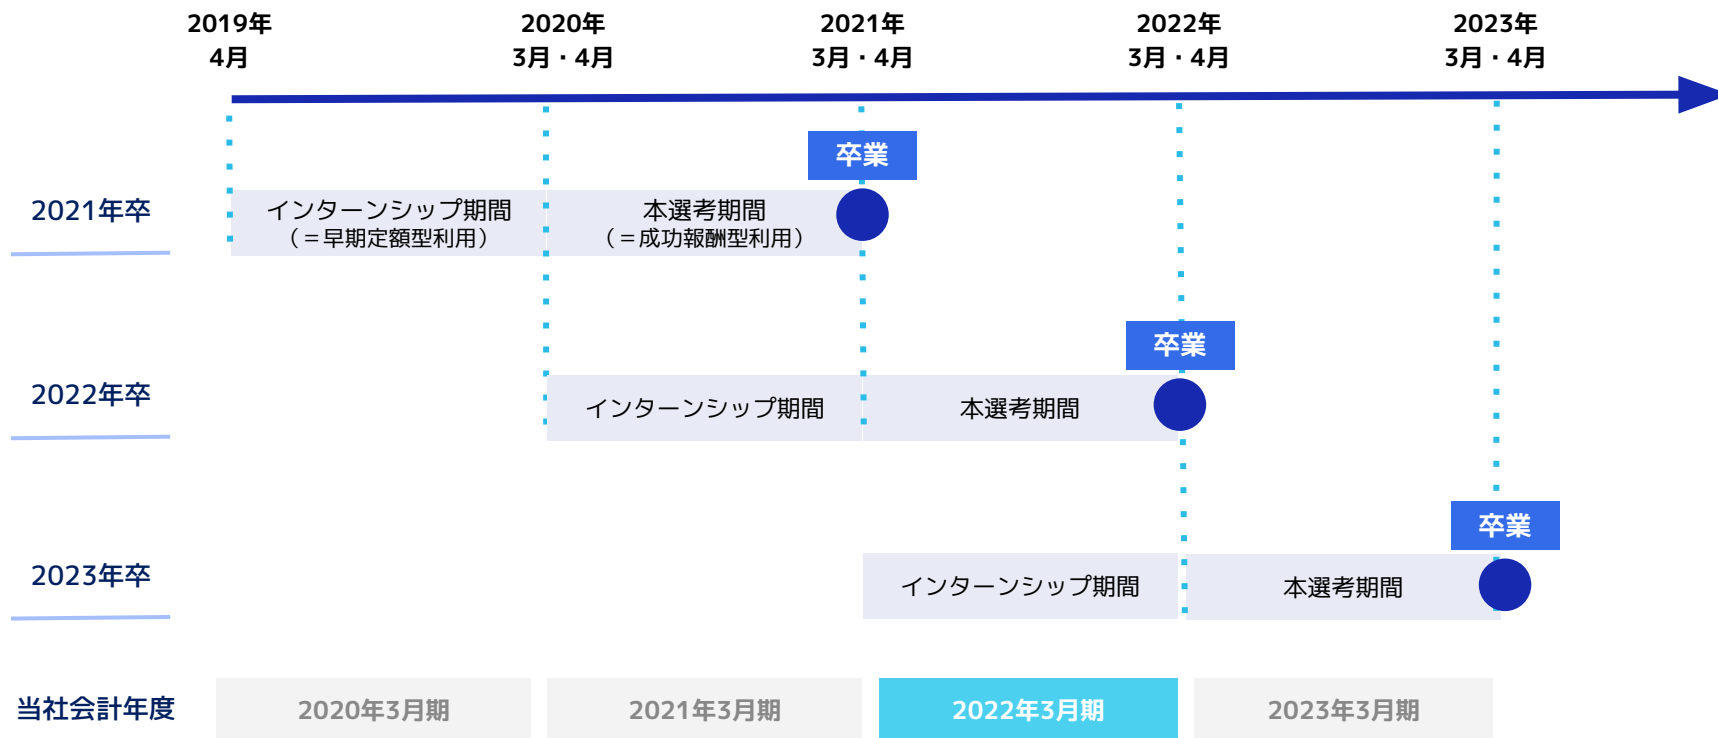 2019年
4月
2020年
3月・4月
2021年
3月・4月
2022年
3月・4月
2023年
3月・4月
卒業
2021年卒
インターンシップ期間
（＝早期定額型利用）
本選考期間
（＝成功報酬型利用）
卒業
2022年卒
インターンシップ期間
本選考期間
卒業
2023年卒
インターンシップ期間
本選考期間
当社会計年度
2020年3月期
2021年3月期
2022年3月期
2023年3月期